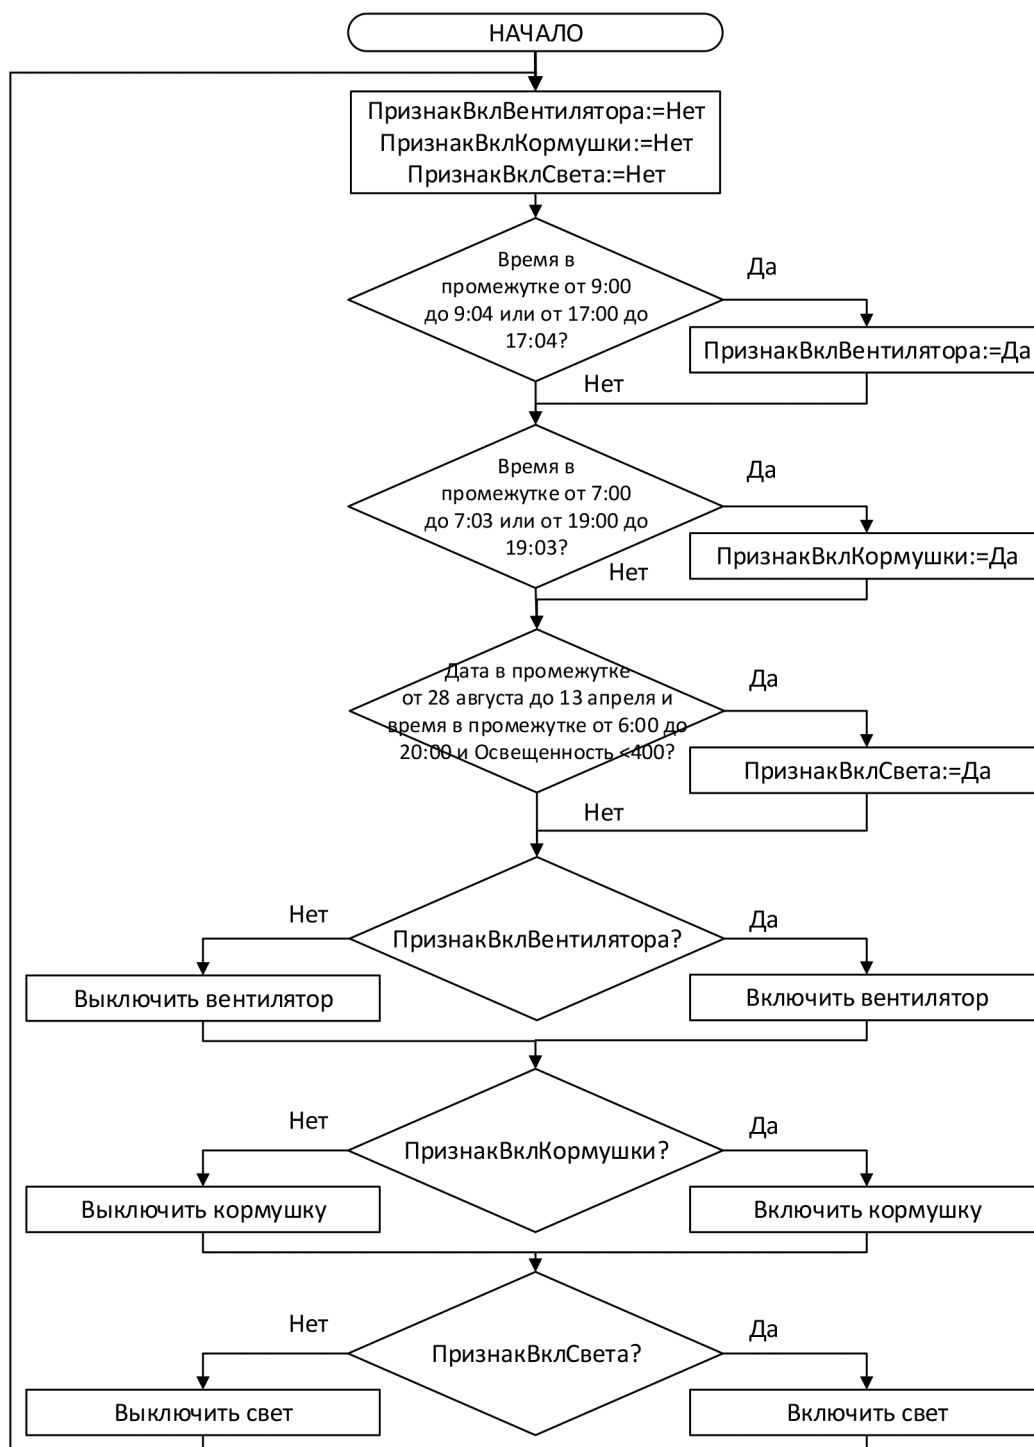 НАЧАЛО
ПризнакВклВентилятора:=Нет
ПризнакВклКормушки:=Нет
ПризнакВклСвета:=Нет
Время в
промежутке от 9:00
до 9:04 или от 17:00 до
17:04?
Да
ПризнакВклВентилятора:=Да
Нет
Время в
промежутке от 7:00
до 7:03 или от 19:00 до
19:03?
Да
ПризнакВклКормушки:=Да
Нет
Дата в промежутке
от 28 августа до 13 апреля и
время в промежутке от 6:00 до
20:00 и Освещенность <400?
Да
ПризнакВклСвета:=Да
Нет
ПризнакВклВентилятора?
Нет
Да
Выключить вентилятор
Включить вентилятор
ПризнакВклКормушки?
Нет
Да
Выключить кормушку
Включить кормушку
ПризнакВклСвета?
Нет
Да
Выключить свет
Включить свет